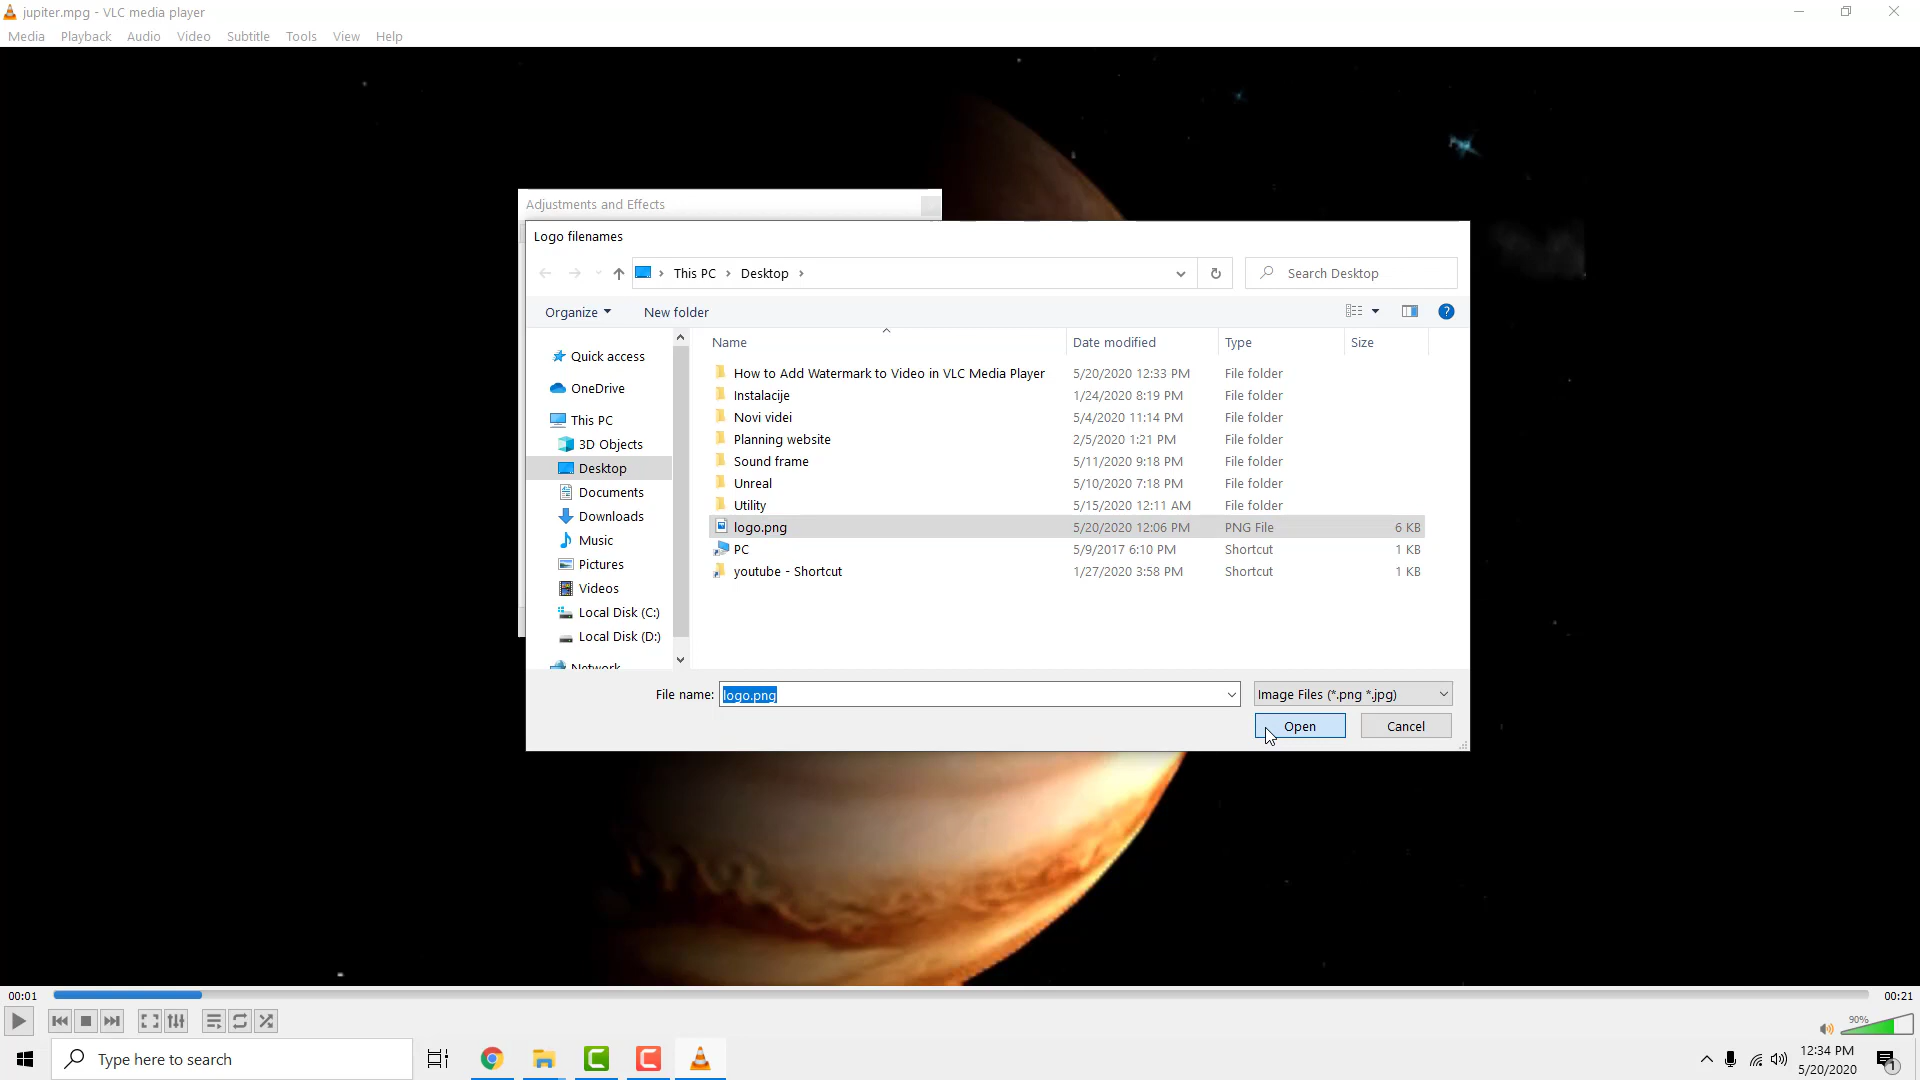 jupiter.mpg - VLC media player
Media Playback Audio Video Subtitle Tools View Help
Adjustments and Effects
Logo filenames
This PC Desktop
Search Desktop
Organize New folder
Name Date modified Type Size
Quick access
OneDrive
This PC
3D Objects
Desktop
Documents
Downloads
Music
Pictures
Videos
Local Disk (C:)
Local Disk (D:)
Network
How to Add Watermark to Video in VLC Media Player 5/20/2020 12:33 PM File folder
Instalacije 1/24/2020 8:19 PM File folder
Novi videi 5/4/2020 11:14 PM File folder
Planning website 2/5/2020 1:21 PM File folder
Sound frame 5/11/2020 9:18 PM File folder
Unreal 5/10/2020 7:18 PM File folder
Utility 5/15/2020 12:11 AM File folder
logo.png 5/20/2020 12:06 PM PNG File 6 KB
PC 5/9/2017 6:10 PM Shortcut 1 KB
youtube - Shortcut 1/27/2020 3:58 PM Shortcut 1 KB
File name: logo.png Image Files (*.png *.jpg)
Open Cancel
00:01 00:21
90%
Type here to search
12:34 PM
5/20/2020
1